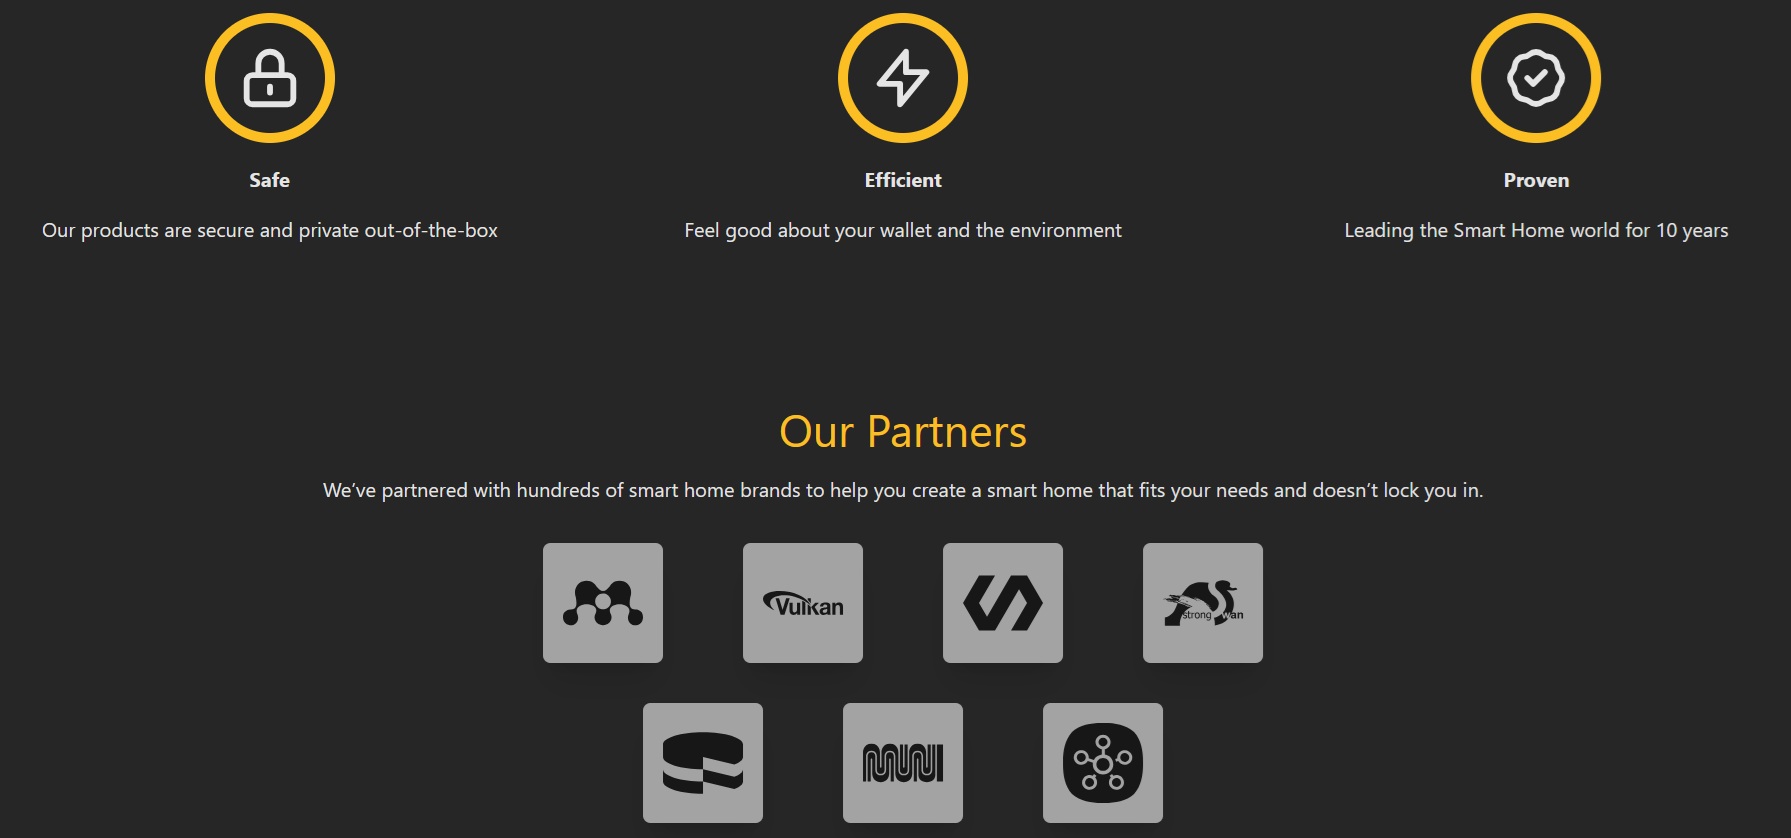 Safe
Efficient
Proven
Our products are secure and private out-of-the-box
Feel good about your wallet and the environment
Leading the Smart Home world for 10 years
Our Partners
We’ve partnered with hundreds of smart home brands to help you create a smart home that fits your needs and doesn’t lock you in.
Vulkan
strong wan